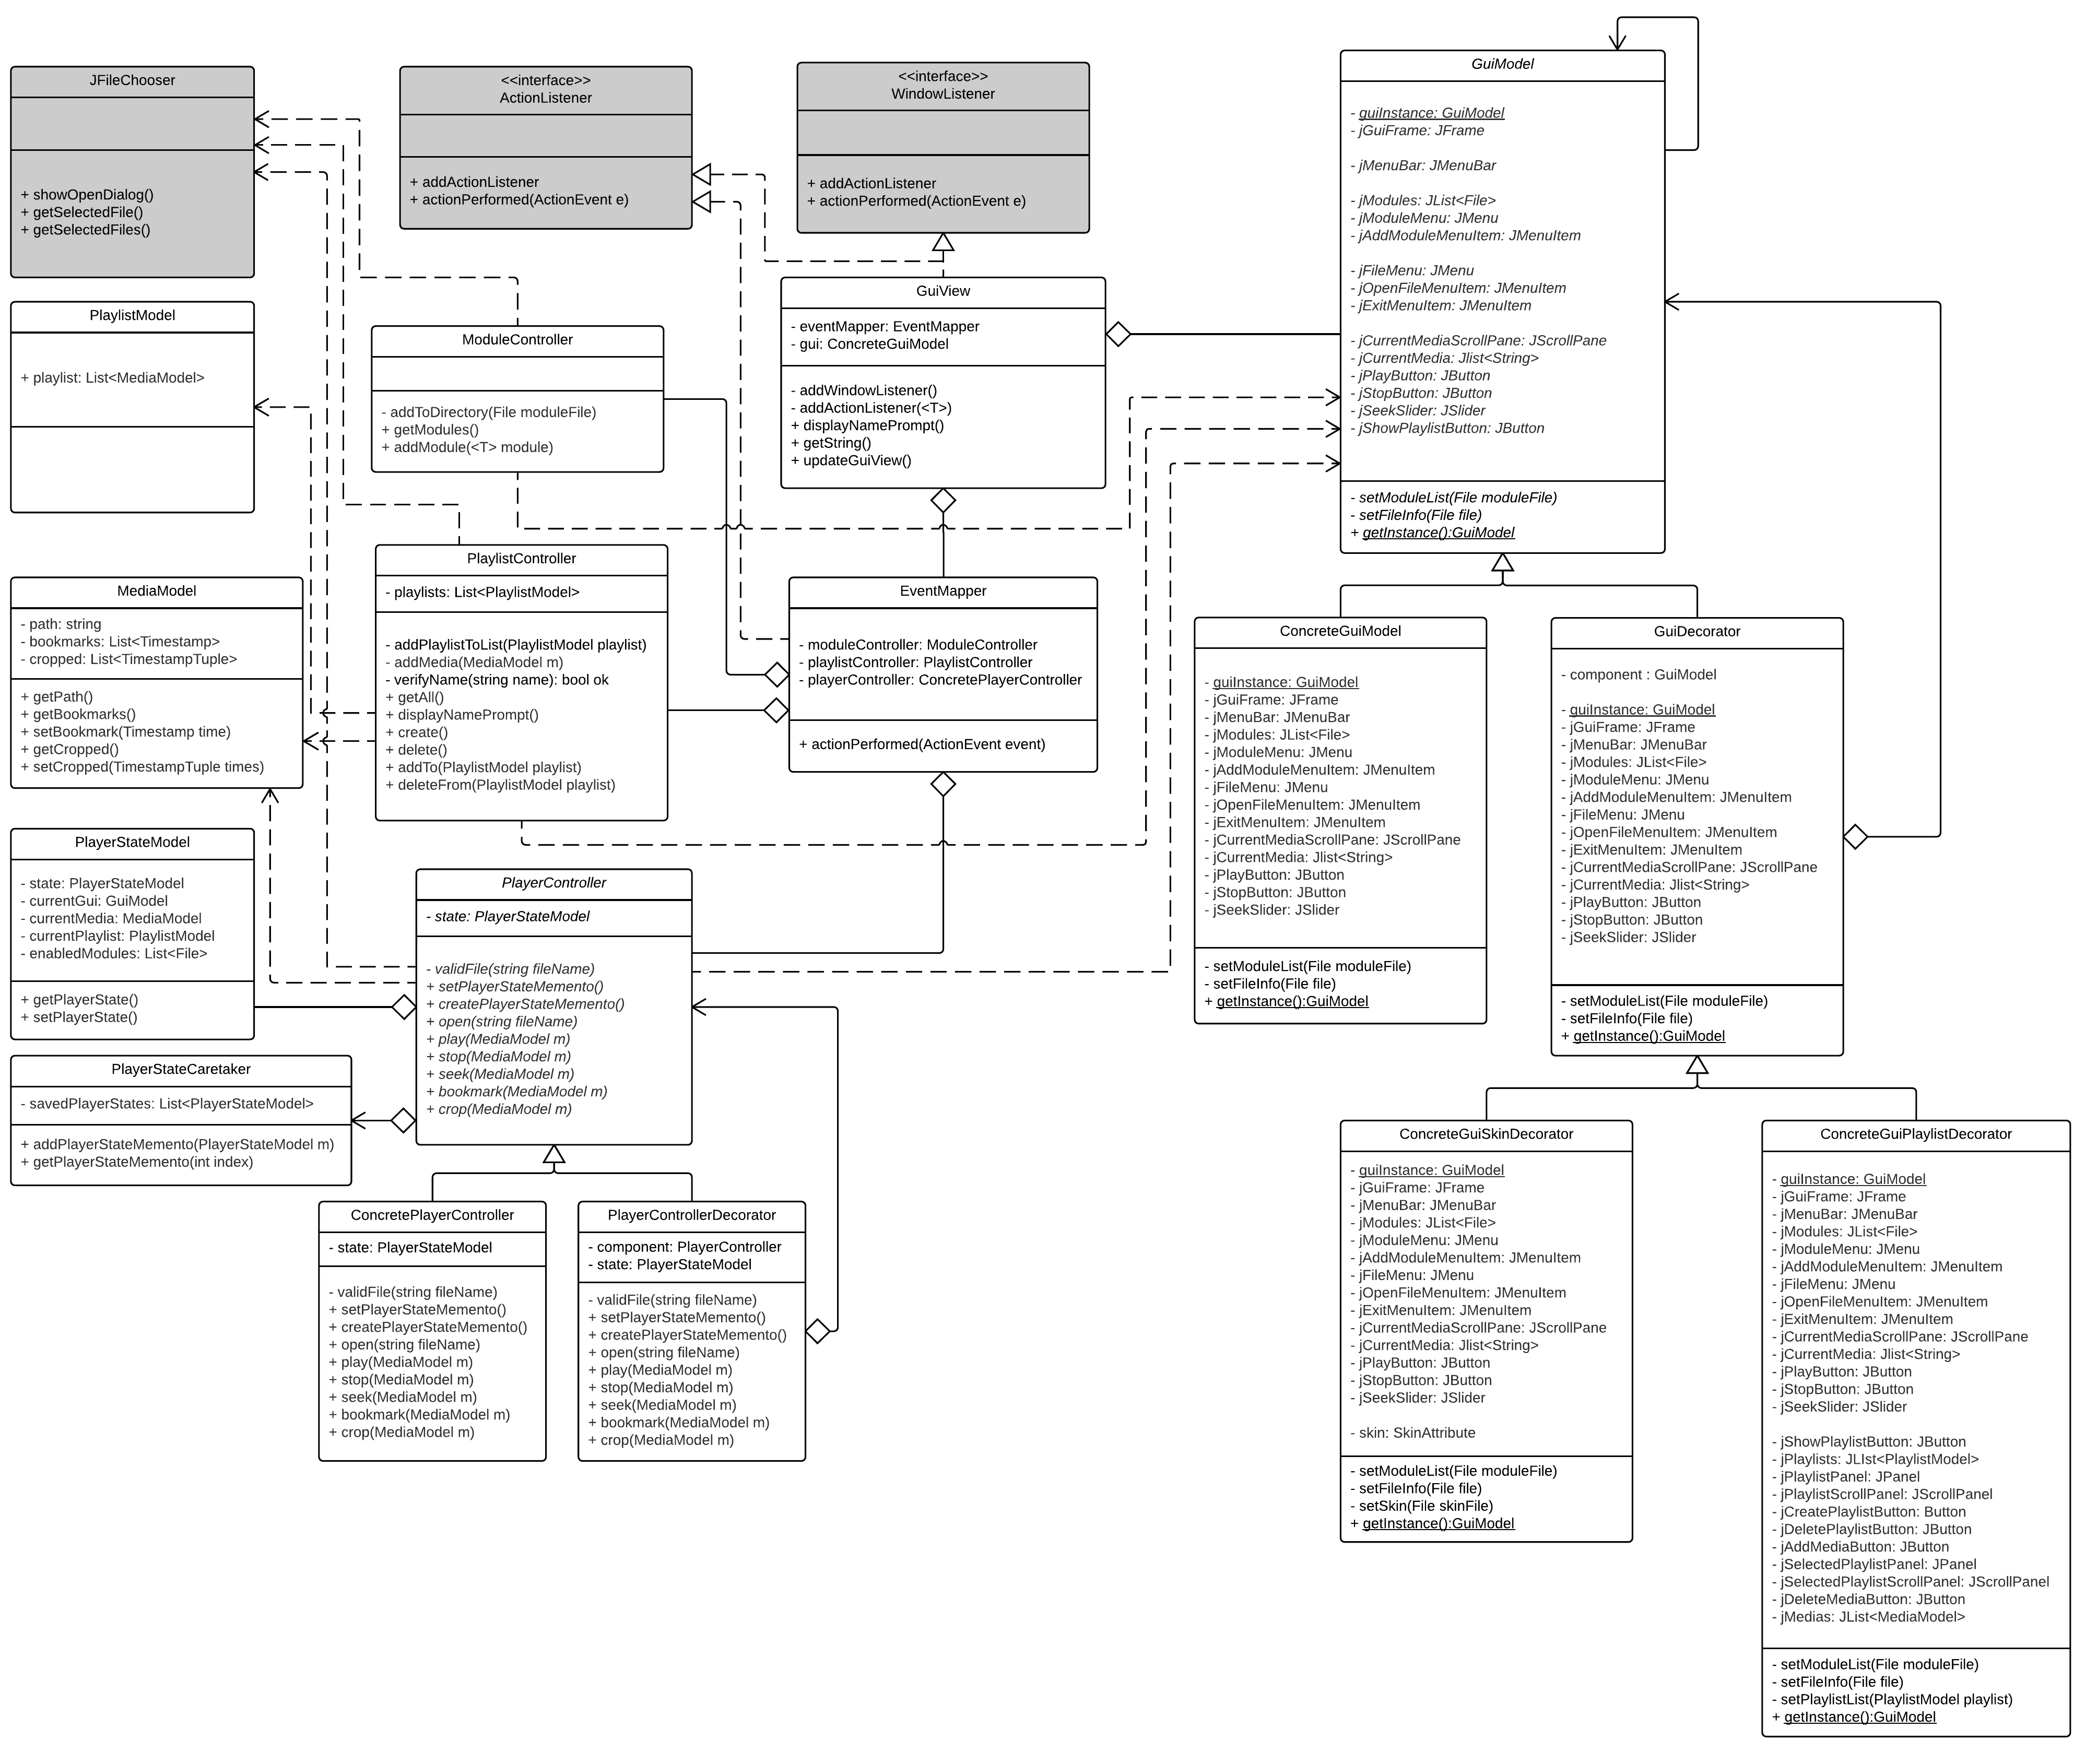 JFileChooser
+ showOpenDialog()
+ getSelectedFile()
+ getSelectedFiles()
<<interface>>
ActionListener
+ addActionListener
+ actionPerformed(ActionEvent e)
<<interface>>
WindowListener
+ addActionListener
+ actionPerformed(ActionEvent e)
GuiModel
- guiInstance: GuiModel
- jGuiFrame: JFrame
- jMenuBar: JMenuBar
- jModules: JList<File>
- jModuleMenu: JMenu
- jAddModuleMenuItem: JMenuItem
- jFileMenu: JMenu
- jOpenFileMenuItem: JMenuItem
- jExitMenuItem: JMenuItem
- jCurrentMediaScrollPane: JScrollPane
- jCurrentMedia: Jlist<String>
- jPlayButton: JButton
- jStopButton: JButton
- jSeekSlider: JSlider
- jShowPlaylistButton: JButton
- setModuleList(File moduleFile)
- setFileInfo(File file)
+ getInstance():GuiModel
PlaylistModel
+ playlist: List<MediaModel>
ModuleController
- addToDirectory(File moduleFile)
+ getModules()
+ addModule(<T> module)
GuiView
- eventMapper: EventMapper
- gui: ConcreteGuiModel
- addWindowListener()
- addActionListener(<T>)
+ displayNamePrompt()
+ getString()
+ updateGuiView()
MediaModel
- path: string
- bookmarks: List<Timestamp>
- cropped: List<TimestampTuple>
+ getPath()
+ getBookmarks()
+ setBookmark(Timestamp time)
+ getCropped()
+ setCropped(TimestampTuple times)
PlaylistController
- playlists: List<PlaylistModel>
- addPlaylistToList(PlaylistModel playlist)
- addMedia(MediaModel m)
- verifyName(string name): bool ok
+ getAll()
+ displayNamePrompt()
+ create()
+ delete()
+ addTo(PlaylistModel playlist)
+ deleteFrom(PlaylistModel playlist)
EventMapper
- moduleController: ModuleController
- playlistController: PlaylistController
- playerController: ConcretePlayerController
+ actionPerformed(ActionEvent event)
ConcreteGuiModel
- guiInstance: GuiModel
- jGuiFrame: JFrame
- jMenuBar: JMenuBar
- jModules: JList<File>
- jModuleMenu: JMenu
- jAddModuleMenuItem: JMenuItem
- jFileMenu: JMenu
- jOpenFileMenuItem: JMenuItem
- jExitMenuItem: JMenuItem
- jCurrentMediaScrollPane: JScrollPane
- jCurrentMedia: Jlist<String>
- jPlayButton: JButton
- jStopButton: JButton
- jSeekSlider: JSlider
- setModuleList(File moduleFile)
- setFileInfo(File file)
+ getInstance():GuiModel
GuiDecorator
- component : GuiModel
- guiInstance: GuiModel
- jGuiFrame: JFrame
- jMenuBar: JMenuBar
- jModules: JList<File>
- jModuleMenu: JMenu
- jAddModuleMenuItem: JMenuItem
- jFileMenu: JMenu
- jOpenFileMenuItem: JMenuItem
- jExitMenuItem: JMenuItem
- jCurrentMediaScrollPane: JScrollPane
- jCurrentMedia: Jlist<String>
- jPlayButton: JButton
- jStopButton: JButton
- jSeekSlider: JSlider
- setModuleList(File moduleFile)
- setFileInfo(File file)
+ getInstance():GuiModel
PlayerStateModel
- state: PlayerStateModel
- currentGui: GuiModel
- currentMedia: MediaModel
- currentPlaylist: PlaylistModel
- enabledModules: List<File>
+ getPlayerState()
+ setPlayerState()
PlayerController
- state: PlayerStateModel
- validFile(string fileName)
+ setPlayerStateMemento()
+ createPlayerStateMemento()
+ open(string fileName)
+ play(MediaModel m)
+ stop(MediaModel m)
+ seek(MediaModel m)
+ bookmark(MediaModel m)
+ crop(MediaModel m)
PlayerStateCaretaker
- savedPlayerStates: List<PlayerStateModel>
+ addPlayerStateMemento(PlayerStateModel m)
+ getPlayerStateMemento(int index)
ConcretePlayerController
- state: PlayerStateModel
- validFile(string fileName)
+ setPlayerStateMemento()
+ createPlayerStateMemento()
+ open(string fileName)
+ play(MediaModel m)
+ stop(MediaModel m)
+ seek(MediaModel m)
+ bookmark(MediaModel m)
+ crop(MediaModel m)
PlayerControllerDecorator
- component: PlayerController
- state: PlayerStateModel
- validFile(string fileName)
+ setPlayerStateMemento()
+ createPlayerStateMemento()
+ open(string fileName)
+ play(MediaModel m)
+ stop(MediaModel m)
+ seek(MediaModel m)
+ bookmark(MediaModel m)
+ crop(MediaModel m)
ConcreteGuiSkinDecorator
- guiInstance: GuiModel
- jGuiFrame: JFrame
- jMenuBar: JMenuBar
- jModules: JList<File>
- jModuleMenu: JMenu
- jAddModuleMenuItem: JMenuItem
- jFileMenu: JMenu
- jOpenFileMenuItem: JMenuItem
- jExitMenuItem: JMenuItem
- jCurrentMediaScrollPane: JScrollPane
- jCurrentMedia: Jlist<String>
- jPlayButton: JButton
- jStopButton: JButton
- jSeekSlider: JSlider
- skin: SkinAttribute
- setModuleList(File moduleFile)
- setFileInfo(File file)
- setSkin(File skinFile)
+ getInstance():GuiModel
ConcreteGuiPlaylistDecorator
- guiInstance: GuiModel
- jGuiFrame: JFrame
- jMenuBar: JMenuBar
- jModules: JList<File>
- jModuleMenu: JMenu
- jAddModuleMenuItem: JMenuItem
- jFileMenu: JMenu
- jOpenFileMenuItem: JMenuItem
- jExitMenuItem: JMenuItem
- jCurrentMediaScrollPane: JScrollPane
- jCurrentMedia: Jlist<String>
- jPlayButton: JButton
- jStopButton: JButton
- jSeekSlider: JSlider
- jShowPlaylistButton: JButton
- jPlaylists: JLIst<PlaylistModel>
- jPlaylistPanel: JPanel
- jPlaylistScrollPanel: JScrollPanel
- jCreatePlaylistButton: Button
- jDeletePlaylistButton: JButton
- jAddMediaButton: JButton
- jSelectedPlaylistPanel: JPanel
- jSelectedPlaylistScrollPanel: JScrollPanel
- jDeleteMediaButton: JButton
- jMedias: JList<MediaModel>
- setModuleList(File moduleFile)
- setFileInfo(File file)
- setPlaylistList(PlaylistModel playlist)
+ getInstance():GuiModel